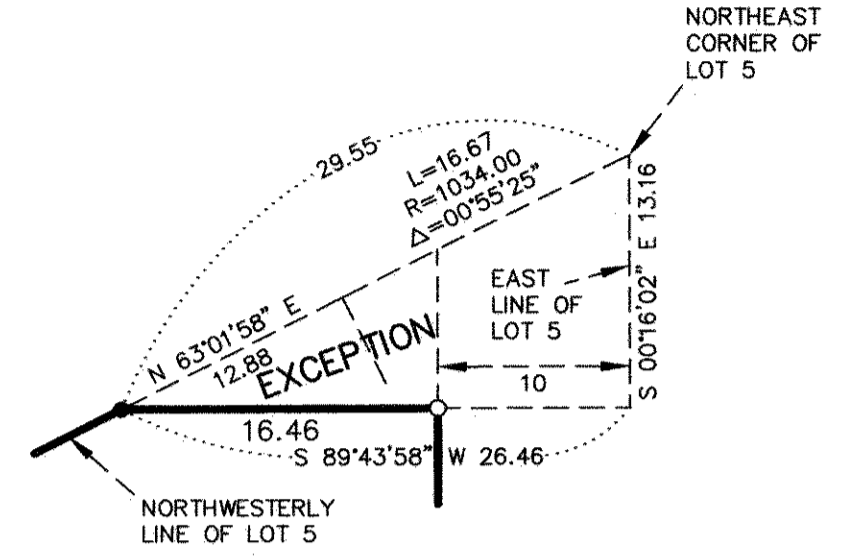 NORTHEAST
CORNER OF
LOT 5
29.55
L=16.67
R=1034.00
Δ=00°55'25"
N 63°01'58" E
12.88
EXCEPTION
EAST
LINE OF
LOT 5
S 00°16'02" E 13.16
10
16.46
S 89°43'58" W 26.46
NORTHWESTERLY
LINE OF LOT 5